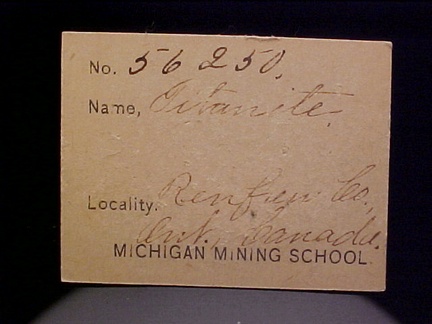 No. 56250.
Name, Titanite.
Locality. Renfrew Co.,
Ont., Canada.
MICHIGAN MINING SCHOOL.